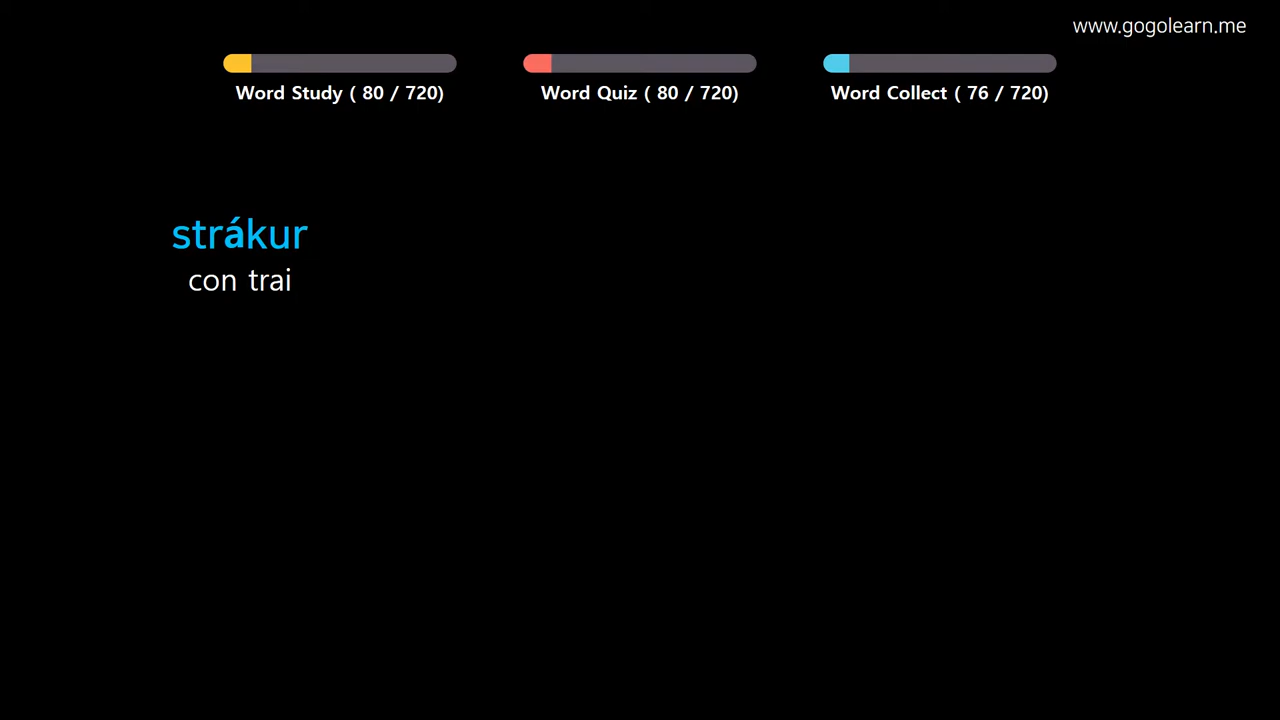 www.gogolearn.me
Word Study ( 80 / 720)
Word Quiz ( 80 / 720)
Word Collect ( 76 / 720)
strákur
con trai